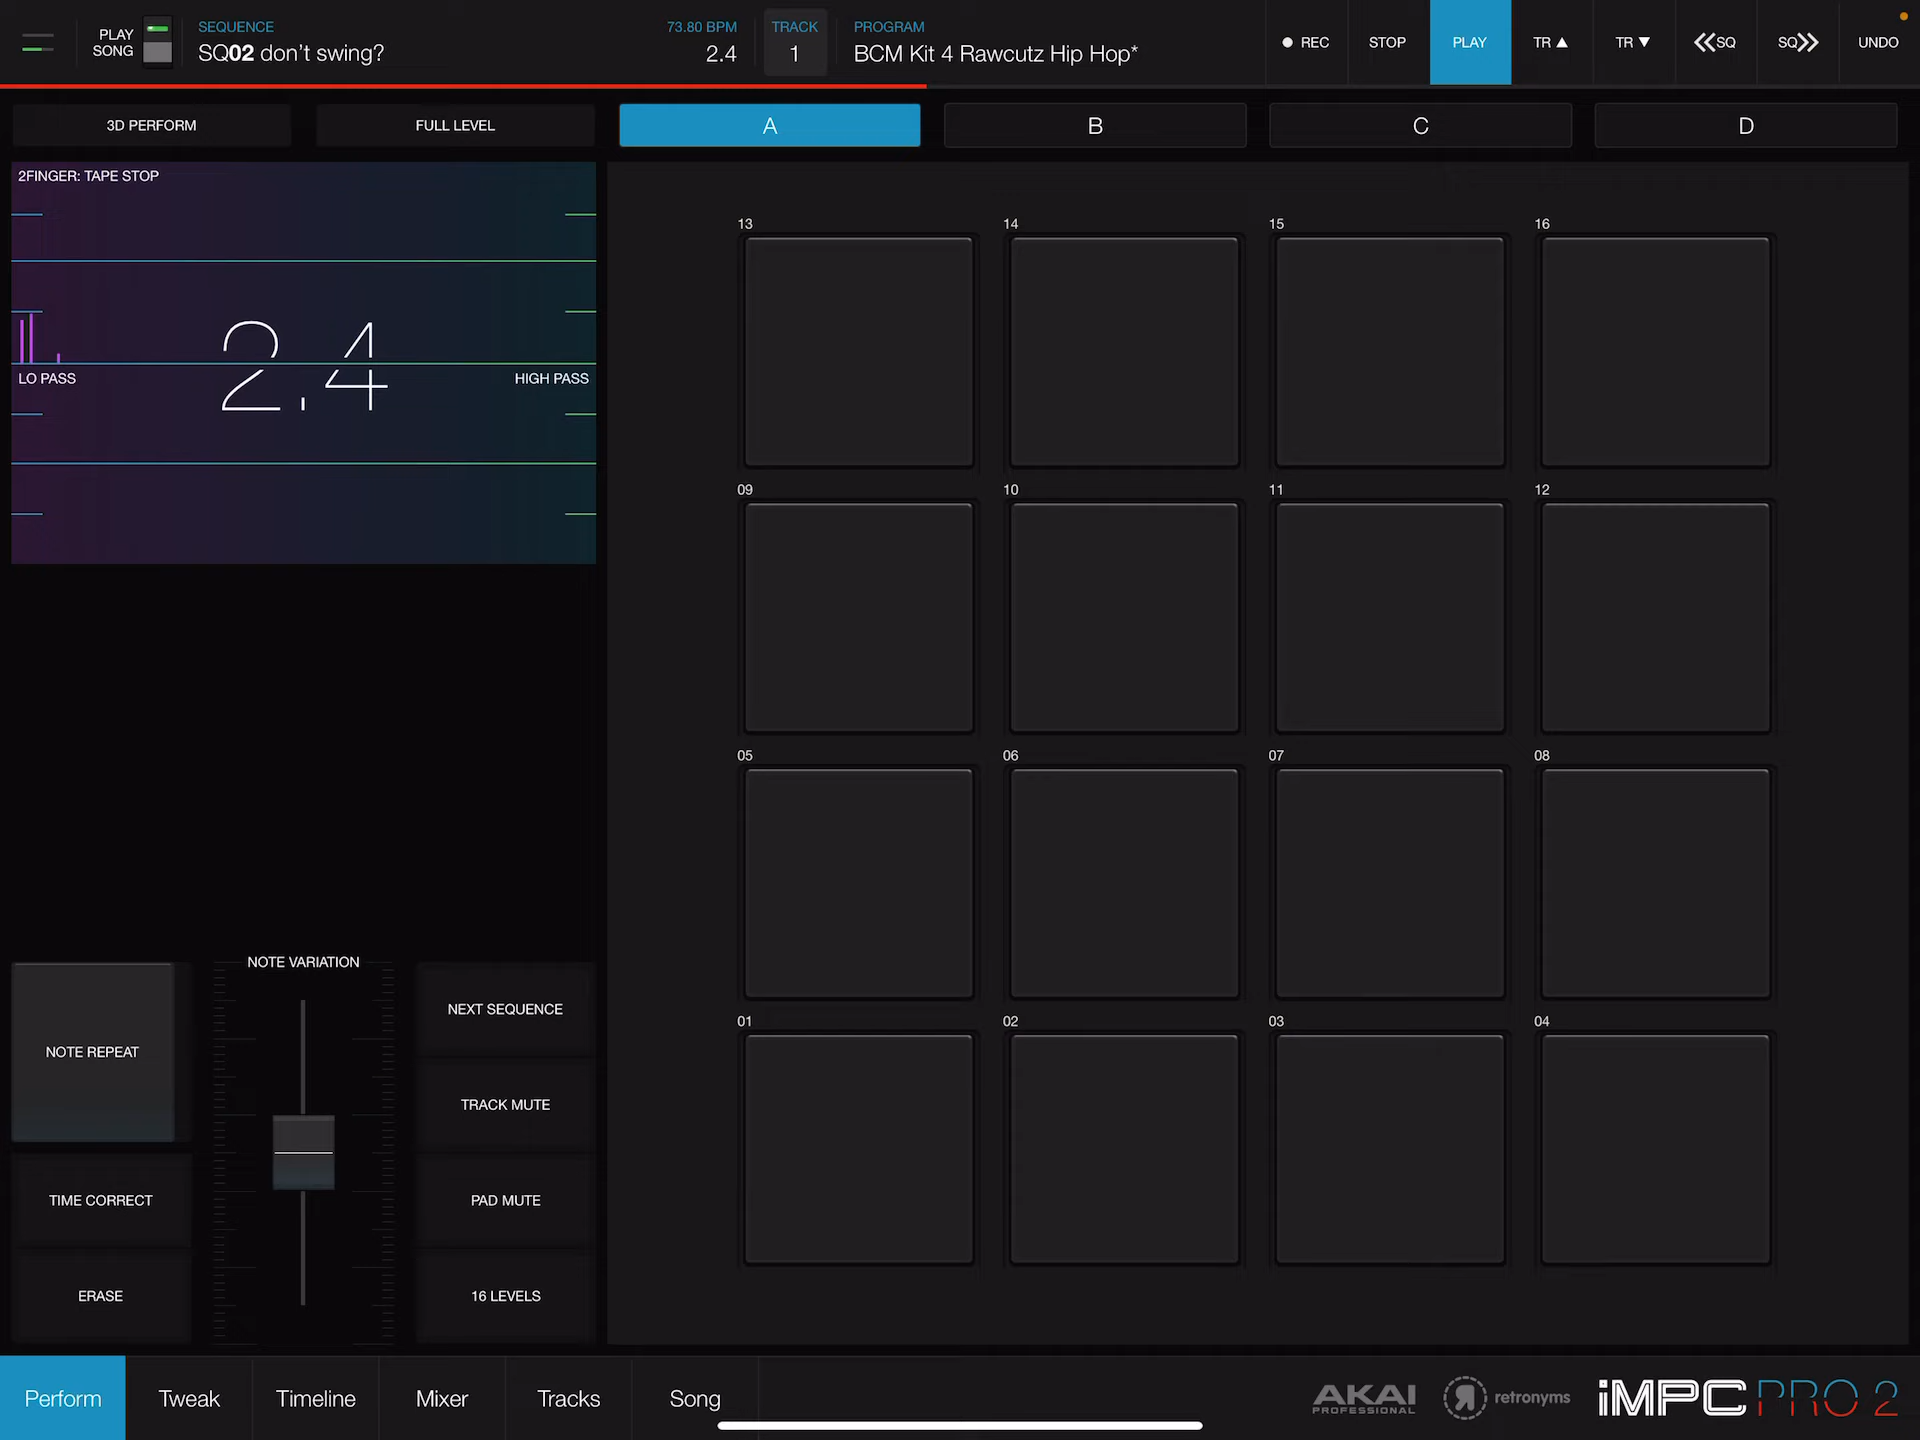 PLAY
SONG
SEQUENCE
SQ02 don't swing?
73.80 BPM
2.4
TRACK
1
PROGRAM
BCM Kit 4 Rawcutz Hip Hop*
REC
STOP
PLAY
TR ▲
TR ▼
SQ
SQ
UNDO
3D PERFORM
FULL LEVEL
A
B
C
D
2FINGER: TAPE STOP
2.4
LO PASS
HIGH PASS
13
14
15
16
09
10
11
12
05
06
07
08
01
02
03
04
NOTE REPEAT
TIME CORRECT
ERASE
NOTE VARIATION
NEXT SEQUENCE
TRACK MUTE
PAD MUTE
16 LEVELS
Perform
Tweak
Timeline
Mixer
Tracks
Song
AKAI
PROFESSIONAL
retronyms
iMPC PRO 2